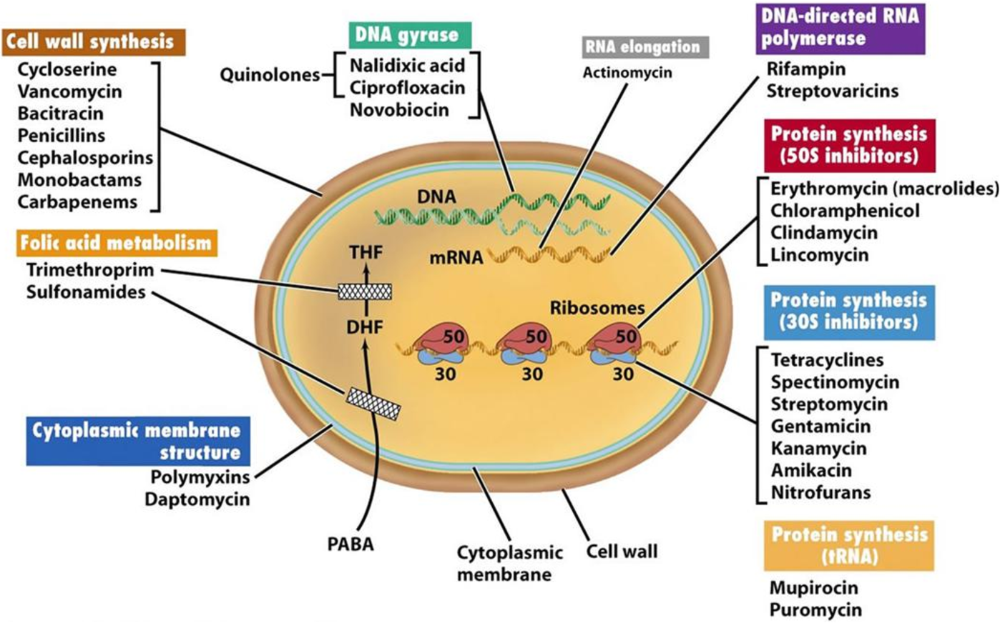 Cell wall synthesis
Cycloserine
Vancomycin
Bacitracin
Penicillins
Cephalosporins
Monobactams
Carbapenems
DNA gyrase
Quinolones
Nalidixic acid
Ciprofloxacin
Novobiocin
RNA elongation
Actinomycin
DNA-directed RNA
polymerase
Rifampin
Streptovaricins
Protein synthesis
(50S inhibitors)
Erythromycin (macrolides)
Chloramphenicol
Clindamycin
Lincomycin
Folic acid metabolism
Trimethroprim
Sulfonamides
DNA
THF
mRNA
DHF
Ribosomes
50
50
50
30
30
30
Protein synthesis
(30S inhibitors)
Tetracyclines
Spectinomycin
Streptomycin
Gentamicin
Kanamycin
Amikacin
Nitrofurans
Cytoplasmic membrane
structure
Polymyxins
Daptomycin
PABA
Cytoplasmic
membrane
Cell wall
Protein synthesis
(tRNA)
Mupirocin
Puromycin